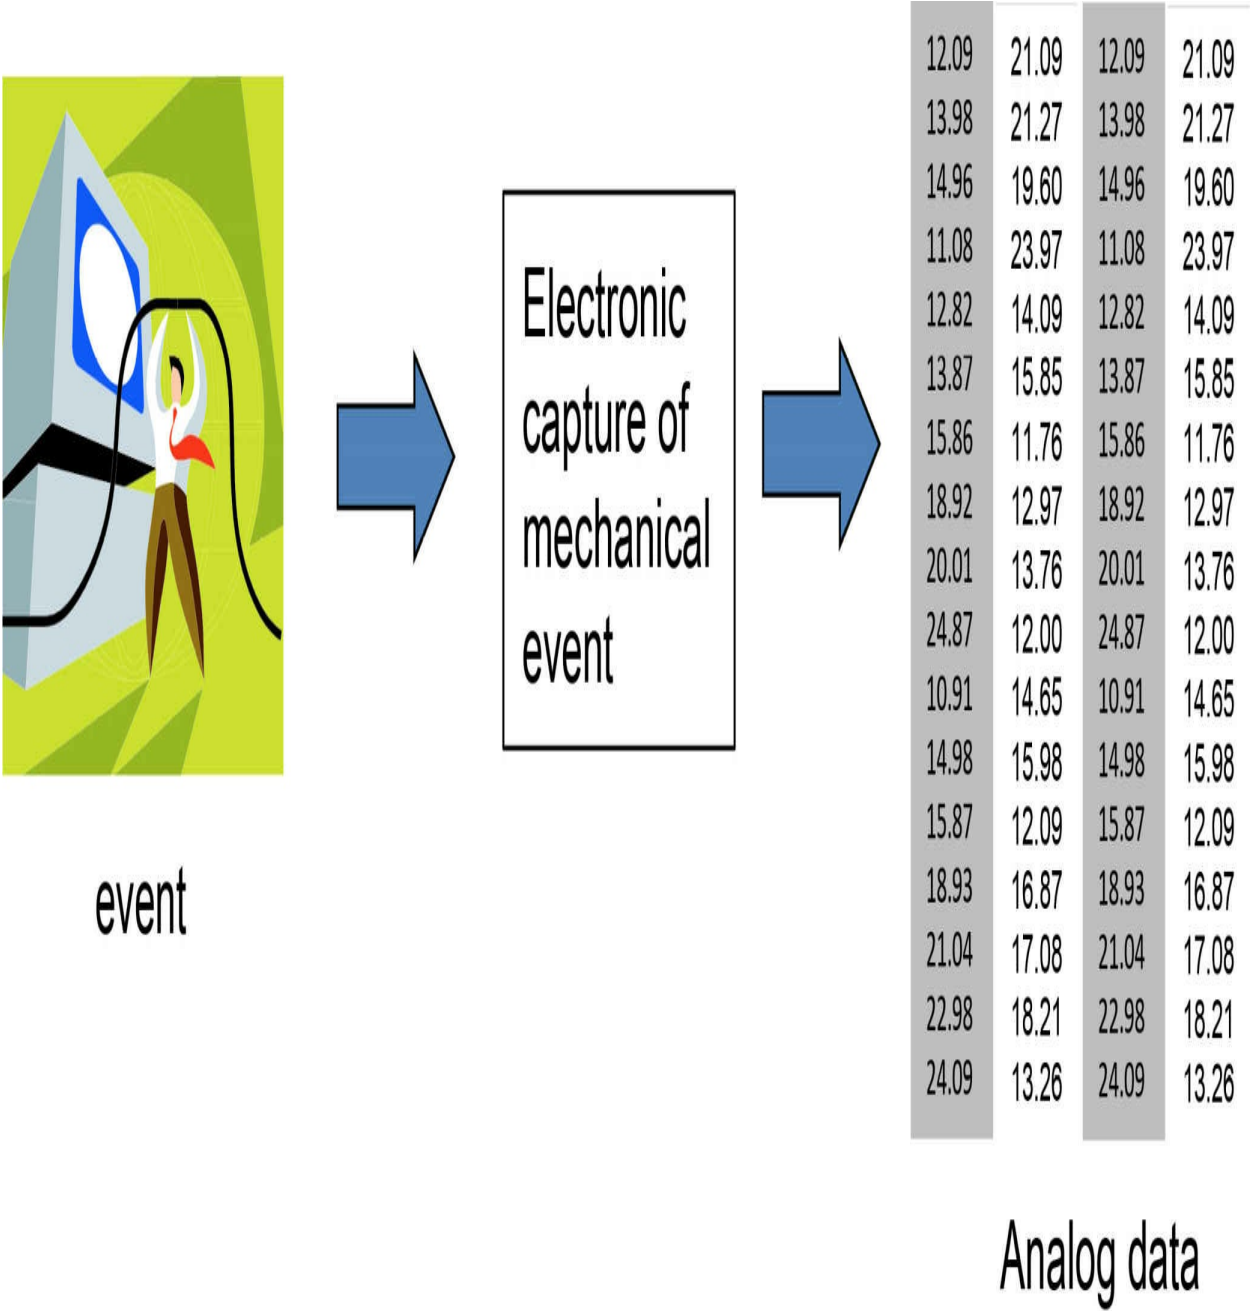 event
Electronic
capture of
mechanical
event
12.09 21.09 12.09 21.09
13.98 21.27 13.98 21.27
14.96 19.60 14.96 19.60
11.08 23.97 11.08 23.97
12.82 14.09 12.82 14.09
13.87 15.85 13.87 15.85
15.86 11.76 15.86 11.76
18.92 12.97 18.92 12.97
20.01 13.76 20.01 13.76
24.87 12.00 24.87 12.00
10.91 14.65 10.91 14.65
14.98 15.98 14.98 15.98
15.87 12.09 15.87 12.09
18.93 16.87 18.93 16.87
21.04 17.08 21.04 17.08
22.98 18.21 22.98 18.21
24.09 13.26 24.09 13.26
Analog data